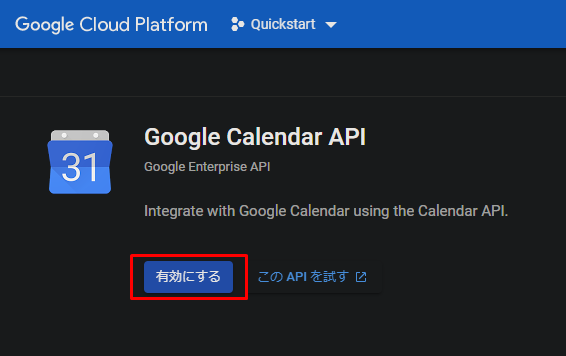 Google Cloud Platform Quickstart
31
Google Calendar API
Google Enterprise API
Integrate with Google Calendar using the Calendar API.
有効にする この API を試す